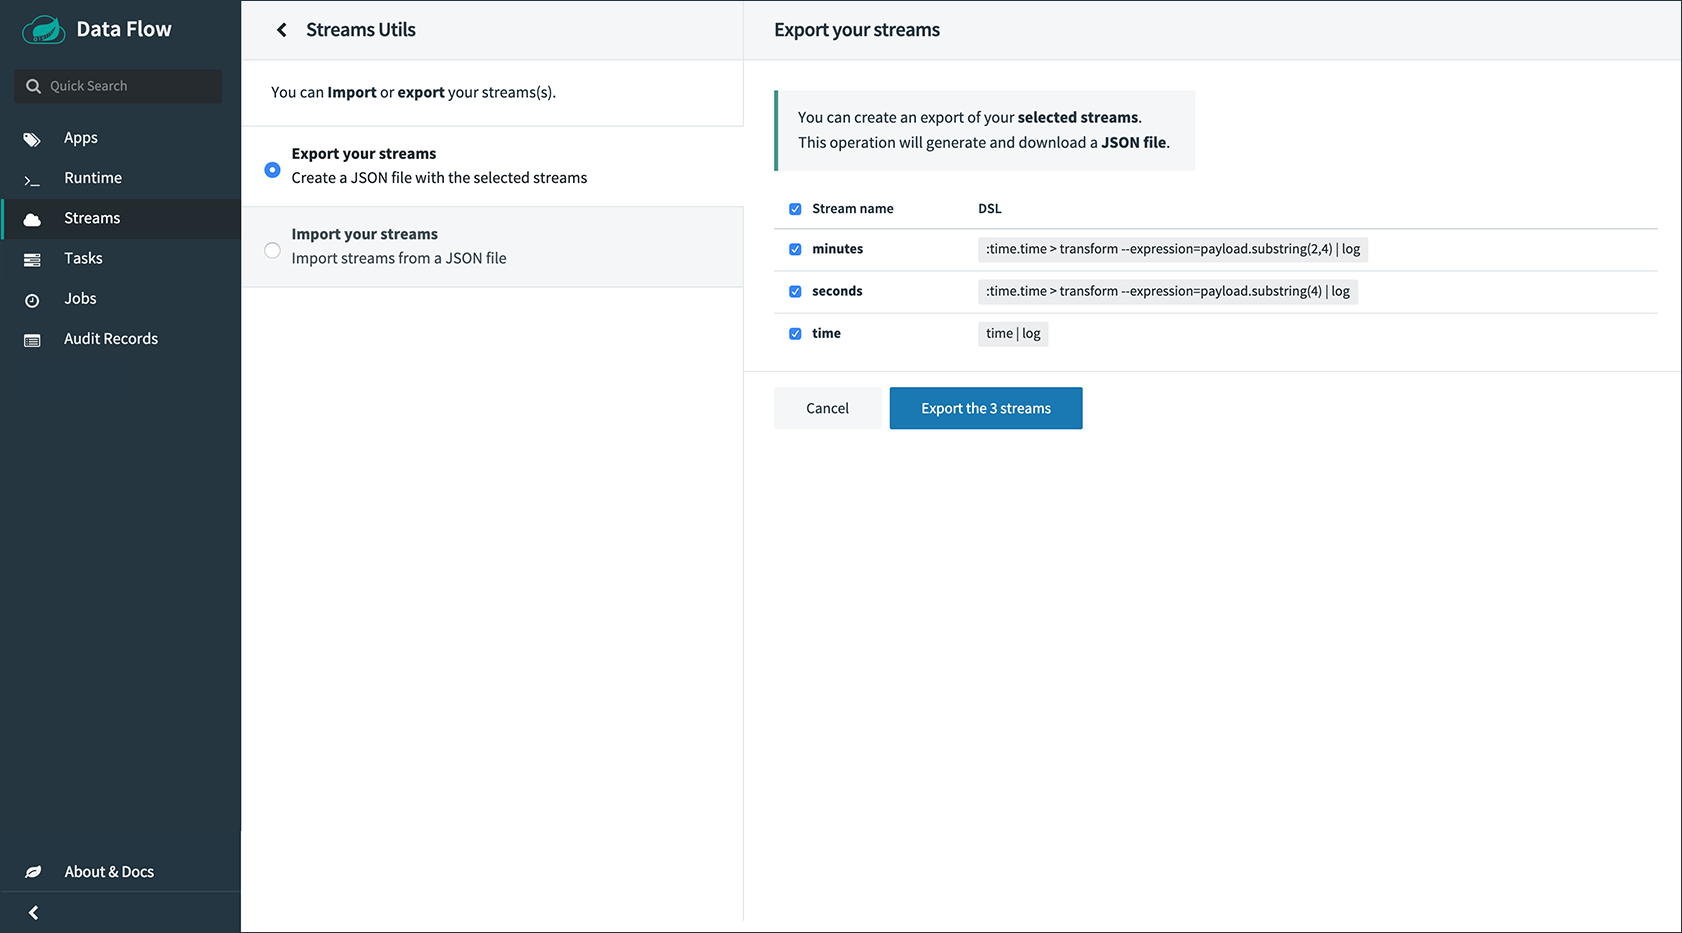 Data Flow
Quick Search
Apps
Runtime
Streams
Tasks
Jobs
Audit Records
About & Docs
Streams Utils
You can Import or export your streams(s).
Export your streams
Create a JSON file with the selected streams
Import your streams
Import streams from a JSON file
Export your streams
You can create an export of your selected streams.
This operation will generate and download a JSON file.
Stream name DSL
minutes :time.time > transform --expression=payload.substring(2,4) | log
seconds :time.time > transform --expression=payload.substring(4) | log
time time | log
Cancel Export the 3 streams